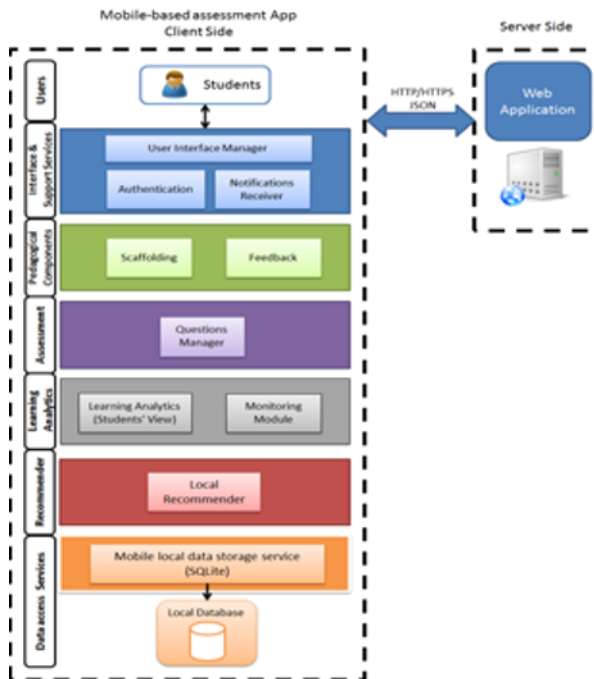 Mobile-based assessment App
Client Side
Server Side
Users
Students
HTTP/HTTPS
JSON
Web
Application
Interface &
Support Services
User Interface Manager
Authentication
Notifications
Receiver
Pedagogical
Components
Scaffolding
Feedback
Assessment
Questions
Manager
Learning
Analytics
Learning Analytics
(Students' View)
Monitoring
Module
Recommender
Local
Recommender
Data access Services
Mobile local data storage service
(SQLite)
Local Database